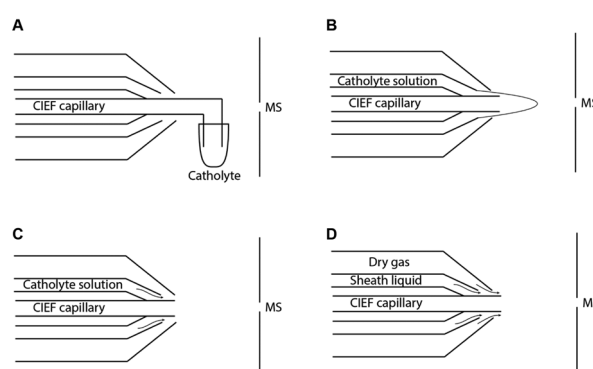 A
CIEF capillary
MS
Catholyte
B
Catholyte solution
CIEF capillary
MS
C
Catholyte solution
CIEF capillary
MS
D
Dry gas
Sheath liquid
CIEF capillary
M